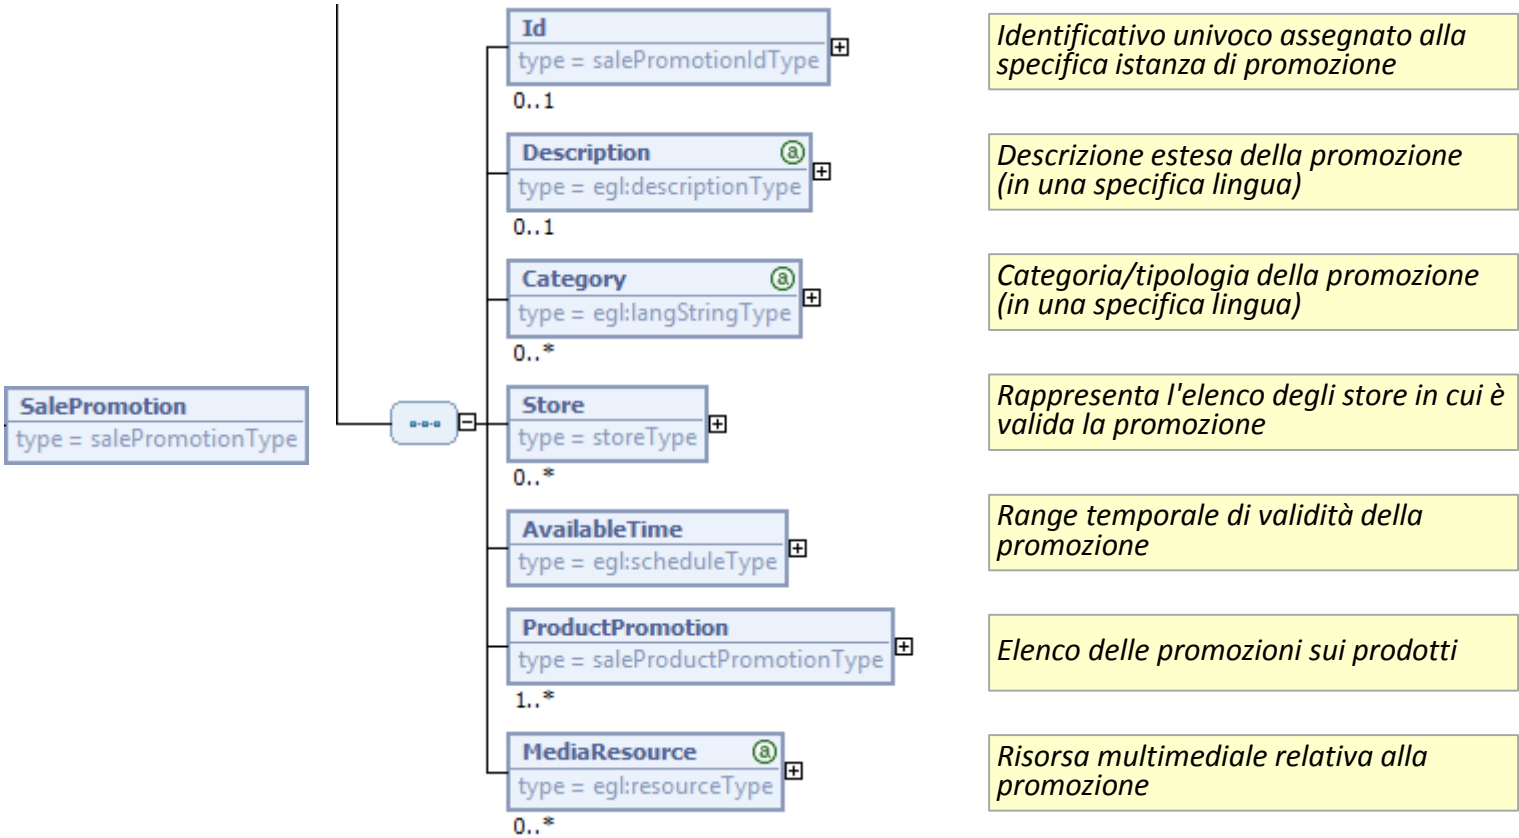 Id
type = salePromotionIdType
0..1
Identificativo univoco assegnato alla
specifica istanza di promozione
Description
type = egl:descriptionType
0..1
Descrizione estesa della promozione
(in una specifica lingua)
Category
type = egl:langStringType
0..*
Categoria/tipologia della promozione
(in una specifica lingua)
SalePromotion
type = salePromotionType
Store
type = storeType
0..*
Rappresenta l'elenco degli store in cui è
valida la promozione
AvailableTime
type = egl:scheduleType
Range temporale di validità della
promozione
ProductPromotion
type = saleProductPromotionType
1..*
Elenco delle promozioni sui prodotti
MediaResource
type = egl:resourceType
0..*
Risorsa multimediale relativa alla
promozione